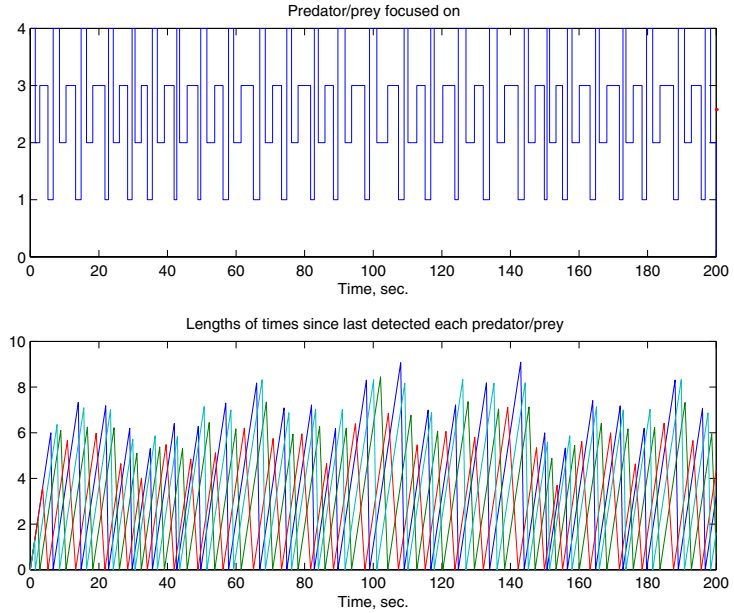 Predator/prey focused on
4
3
2
1
0
0 20 40 60 80 100 120 140 160 180 200
Time, sec.
Lengths of times since last detected each predator/prey
10
8
6
4
2
0
0 20 40 60 80 100 120 140 160 180 200
Time, sec.